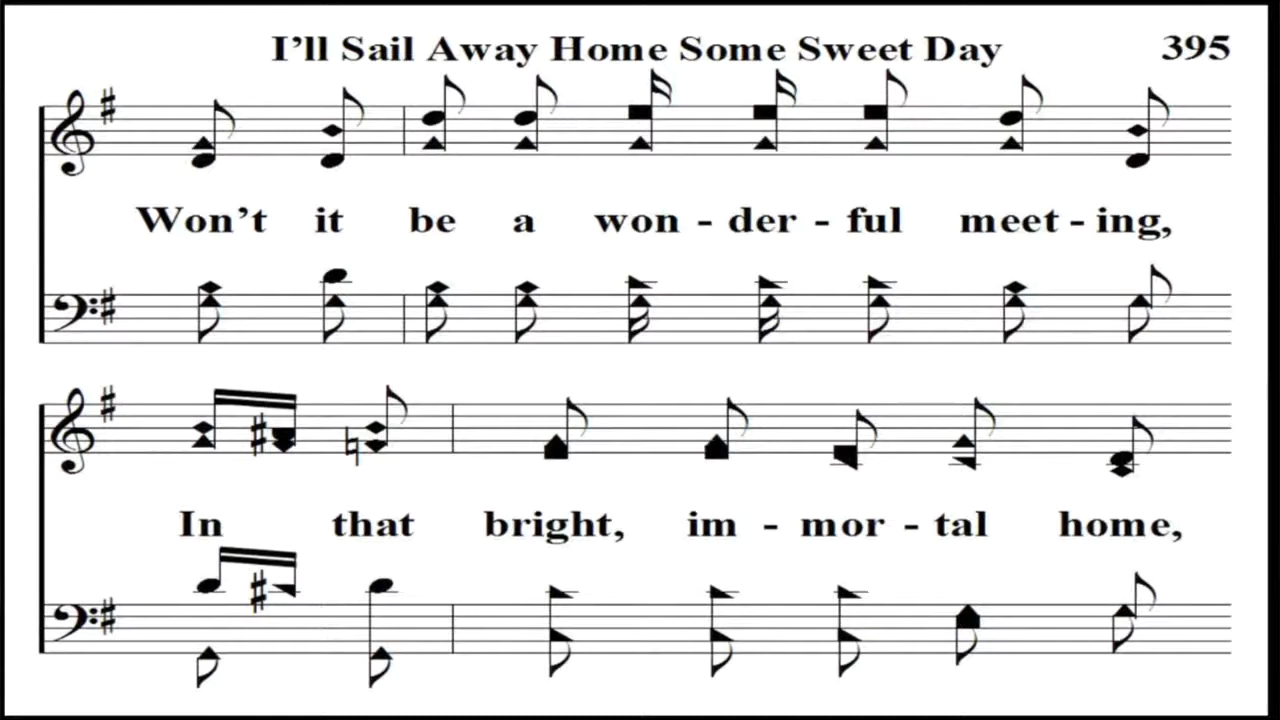 I’ll Sail Away Home Some Sweet Day 395
Won’t it be a won - der - ful meet - ing,
In that bright, im - mor - tal home,